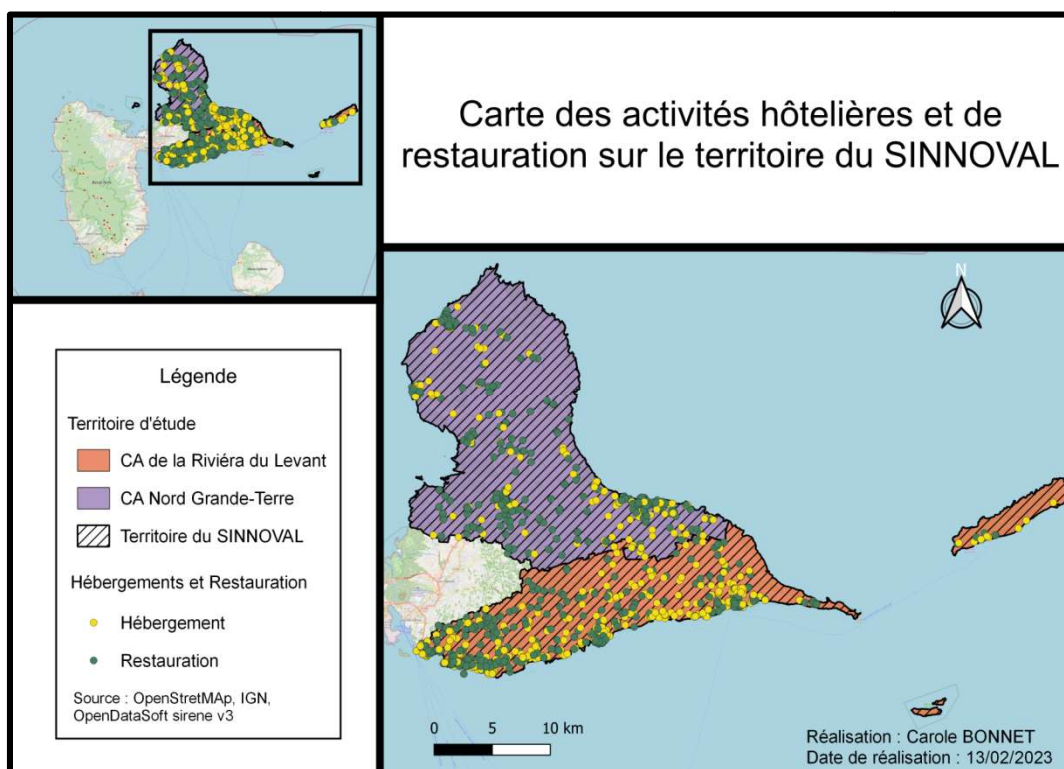 Carte des activités hôtelières et de
restauration sur le territoire du SINNOVAL
Légende
Territoire d'étude
CA de la Riviéra du Levant
CA Nord Grande-Terre
Territoire du SINNOVAL
Hébergements et Restauration
Hébergement
Restauration
Source : OpenStretMAp, IGN,
OpenDataSoft sirene v3
N
0 5 10 km
Réalisation : Carole BONNET
Date de réalisation : 13/02/2023